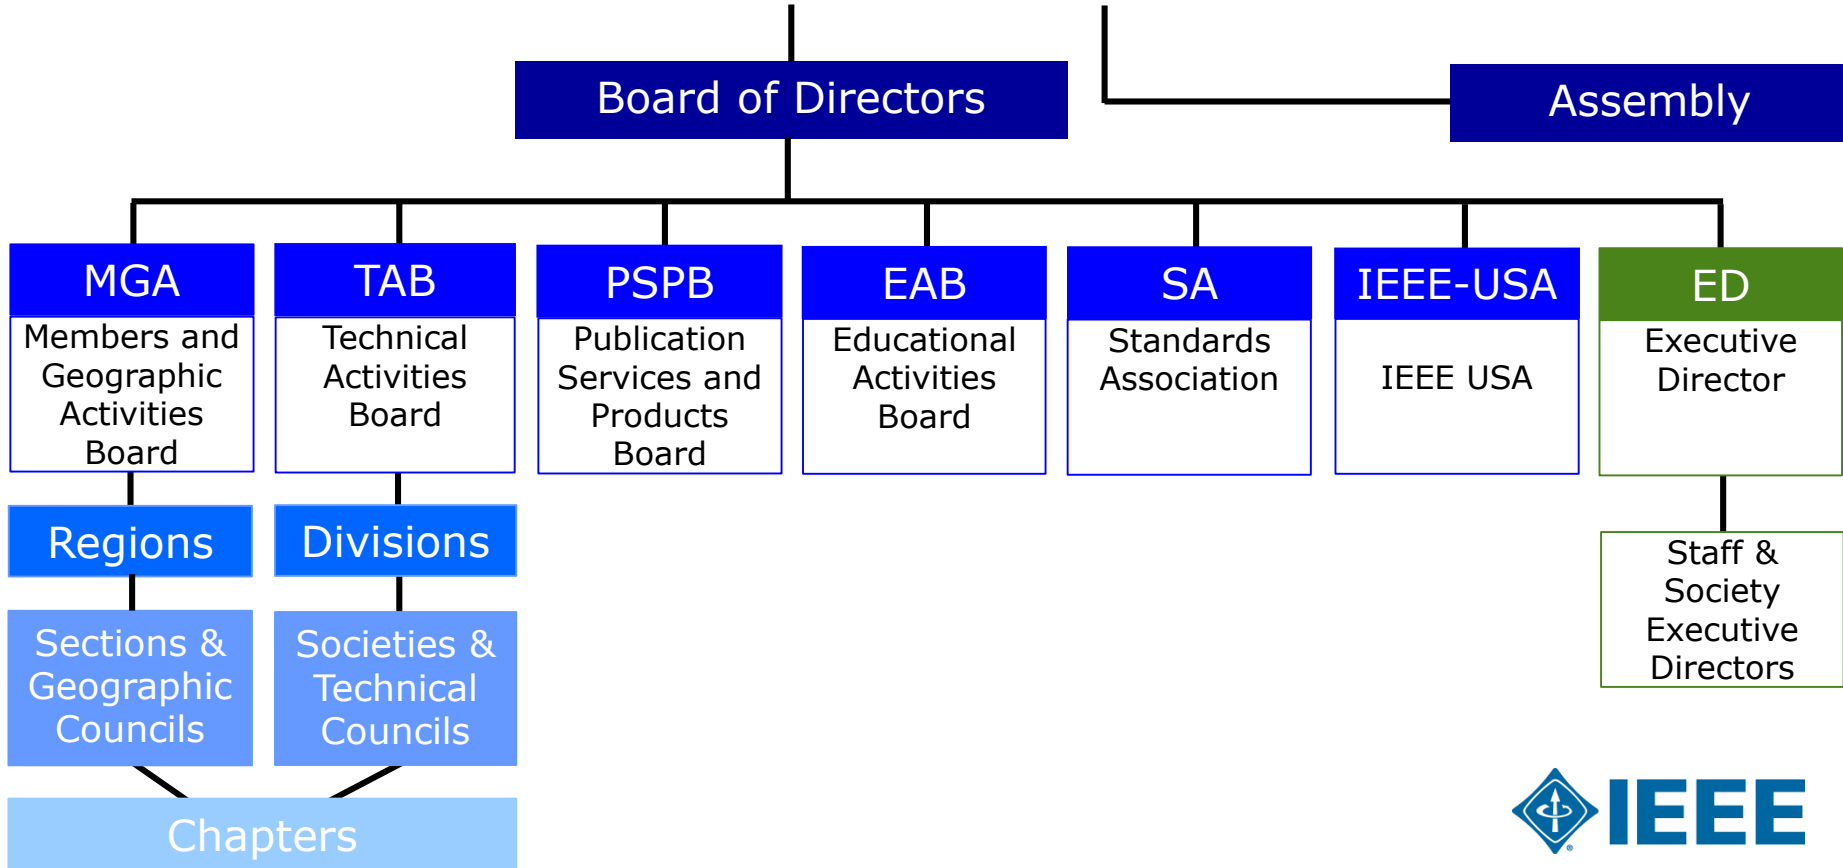 Board of Directors
Assembly
MGA
Members and
Geographic
Activities
Board
TAB
Technical
Activities
Board
PSPB
Publication
Services and
Products
Board
EAB
Educational
Activities
Board
SA
Standards
Association
IEEE-USA
IEEE USA
ED
Executive
Director
Regions
Divisions
Staff &
Society
Executive
Directors
Sections &
Geographic
Councils
Societies &
Technical
Councils
Chapters
IEEE